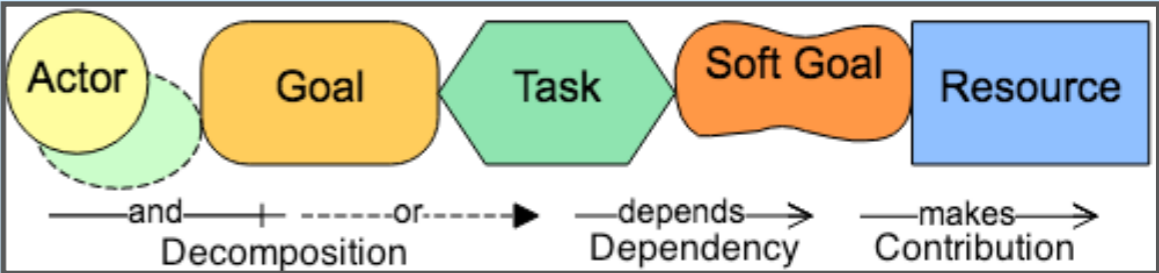 Actor Goal Task Soft Goal Resource
and or depends makes
Decomposition Dependency Contribution